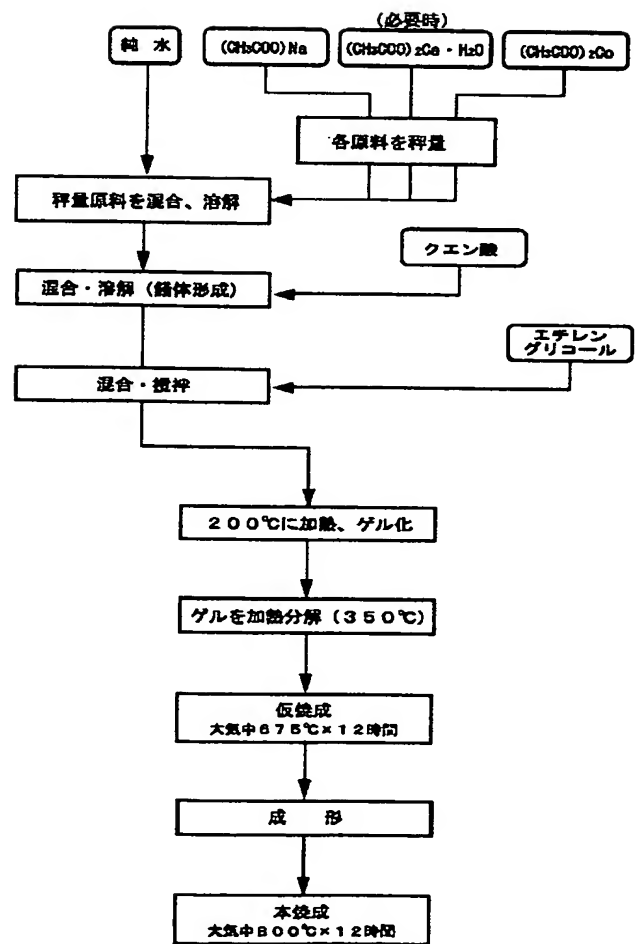 (必要時)
純 水
(CH₃COO)Na
(CH₃COO)₂Ca・H₂O
(CH₃COO)₂Co
各原料を秤量
秤量原料を混合、溶解
クエン酸
混合・溶解(錯体形成)
エチレン
グリコール
混合・攪拌
200℃に加熱、ゲル化
ゲルを加熱分解(350℃)
仮焼成
大気中675℃×12時間
成 形
本焼成
大気中800℃×12時間